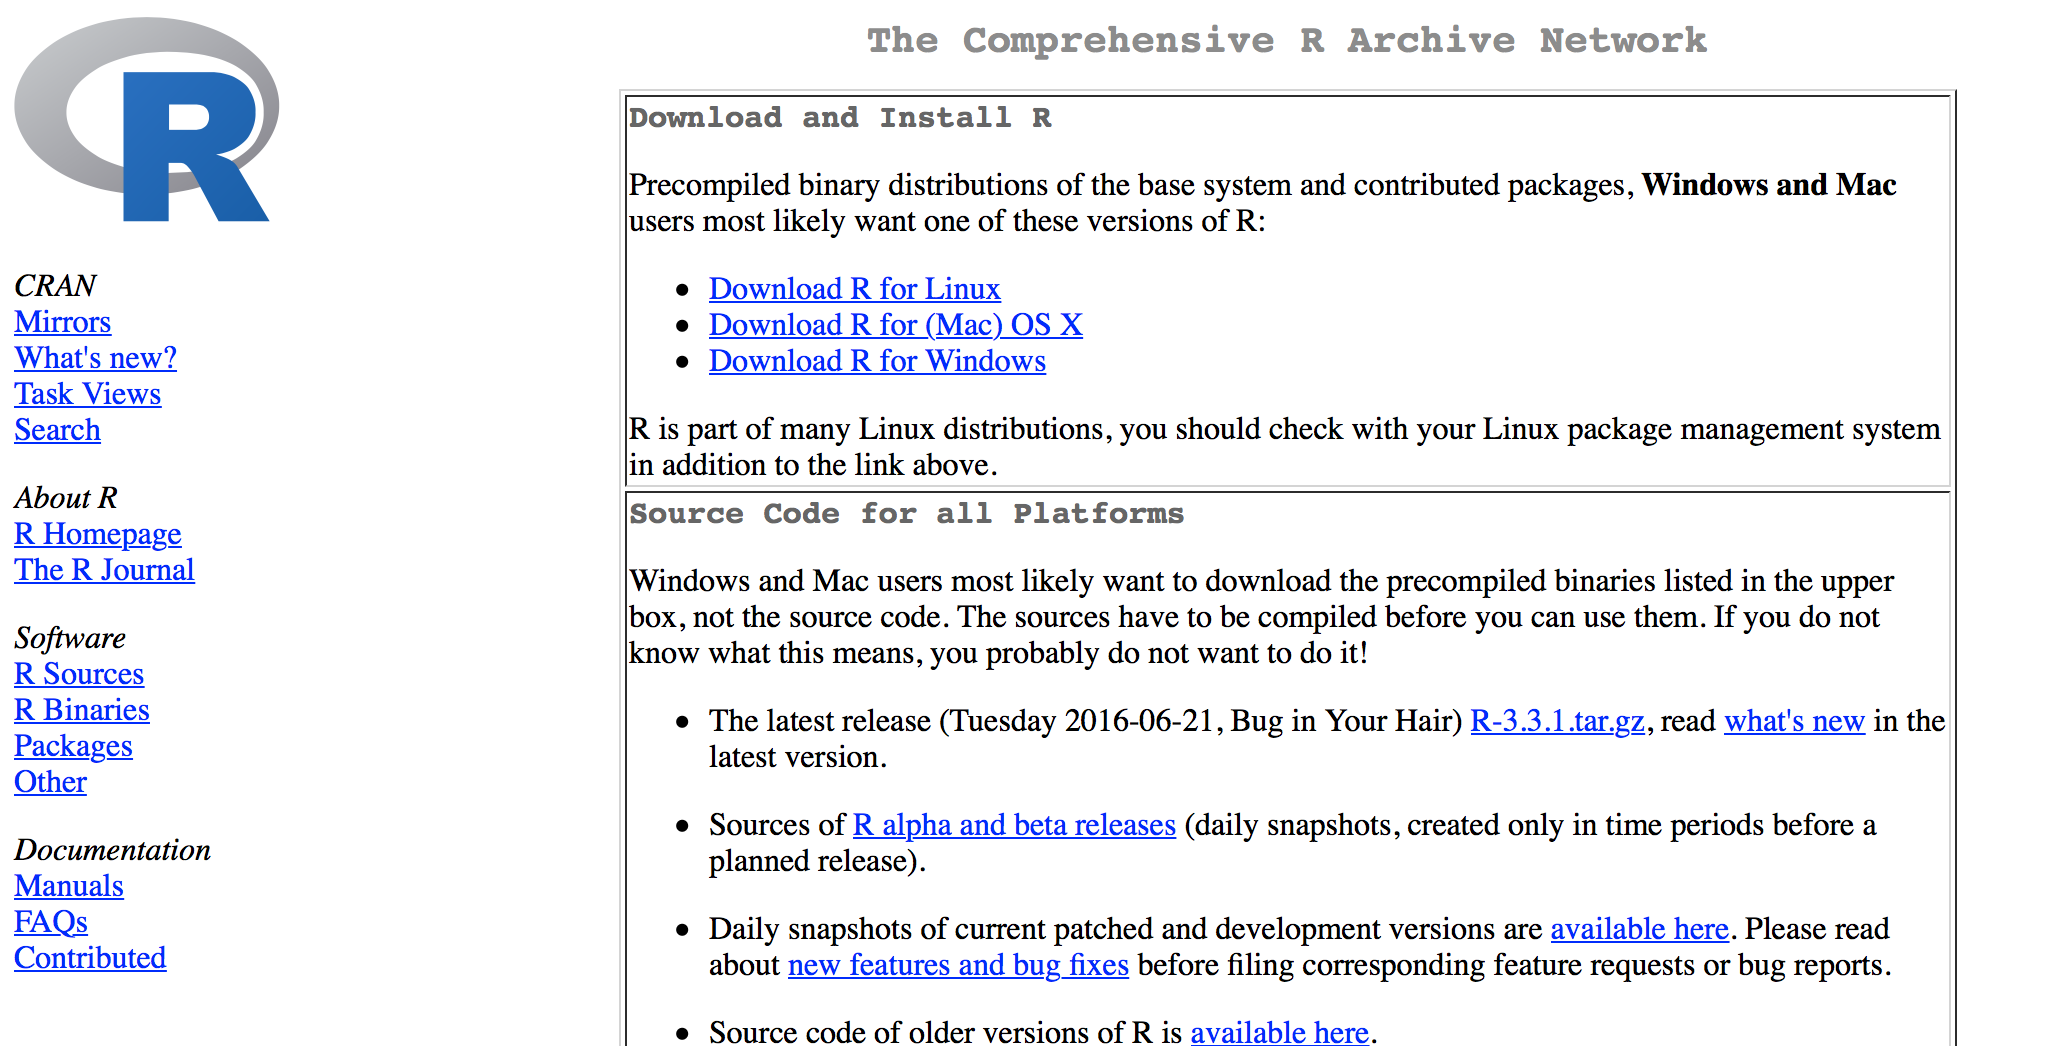 R
CRAN
Mirrors
What's new?
Task Views
Search
About R
R Homepage
The R Journal
Software
R Sources
R Binaries
Packages
Other
Documentation
Manuals
FAQs
Contributed
The Comprehensive R Archive Network
Download and Install R
Precompiled binary distributions of the base system and contributed packages, Windows and Mac
users most likely want one of these versions of R:
Download R for Linux
Download R for (Mac) OS X
Download R for Windows
R is part of many Linux distributions, you should check with your Linux package management system
in addition to the link above.
Source Code for all Platforms
Windows and Mac users most likely want to download the precompiled binaries listed in the upper
box, not the source code. The sources have to be compiled before you can use them. If you do not
know what this means, you probably do not want to do it!
The latest release (Tuesday 2016-06-21, Bug in Your Hair) R-3.3.1.tar.gz, read what's new in the
latest version.
Sources of R alpha and beta releases (daily snapshots, created only in time periods before a
planned release).
Daily snapshots of current patched and development versions are available here. Please read
about new features and bug fixes before filing corresponding feature requests or bug reports.
Source code of older versions of R is available here.